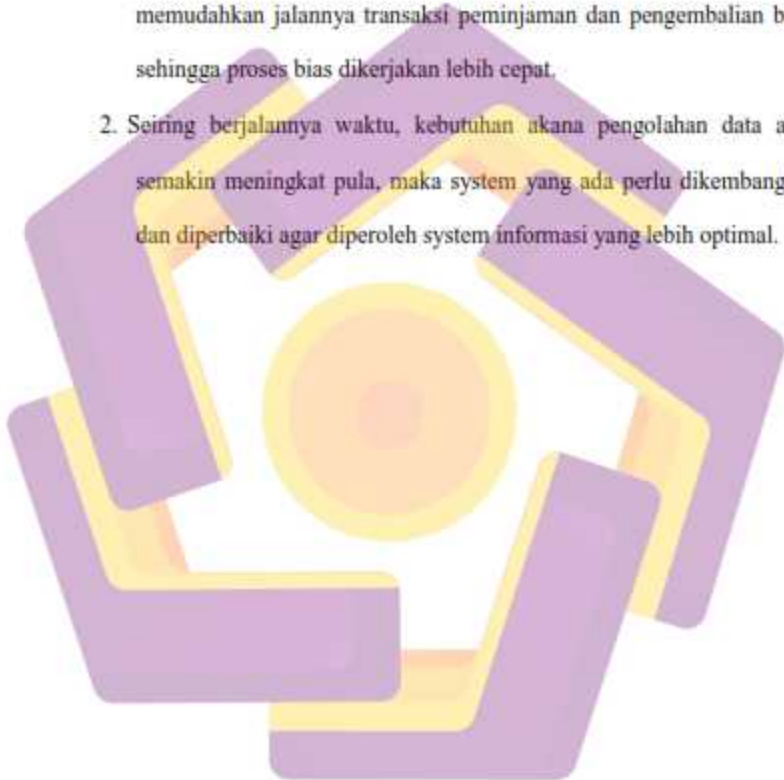 memudahkan jalannya transaksi peminjaman dan pengembalian b
sehingga proses bias dikerjakan lebih cepat.
2. Seiring berjalannya waktu, kebutuhan akana pengolahan data a
semakin meningkat pula, maka system yang ada perlu dikembang
dan diperbaiki agar diperoleh system informasi yang lebih optimal.